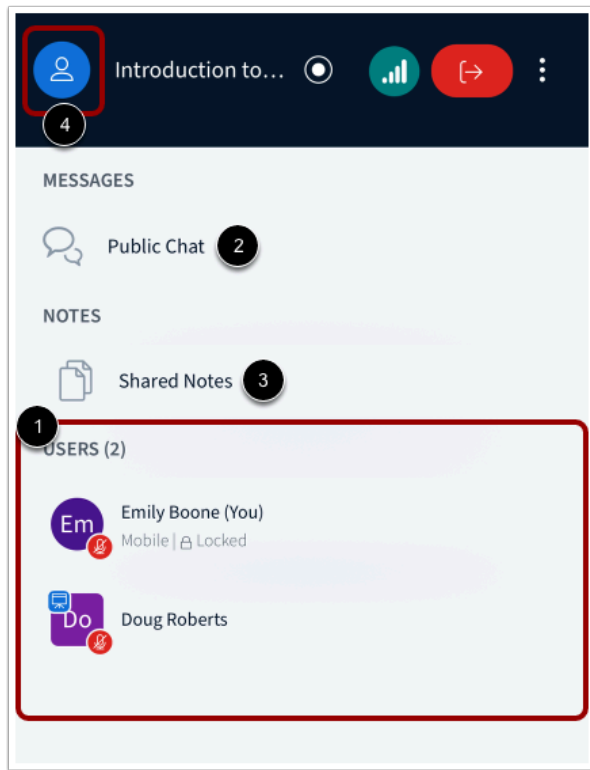 Introduction to...
4
MESSAGES
Public Chat 2
NOTES
Shared Notes 3
1
USERS (2)
Em Emily Boone (You)
Mobile | Locked
Do Doug Roberts